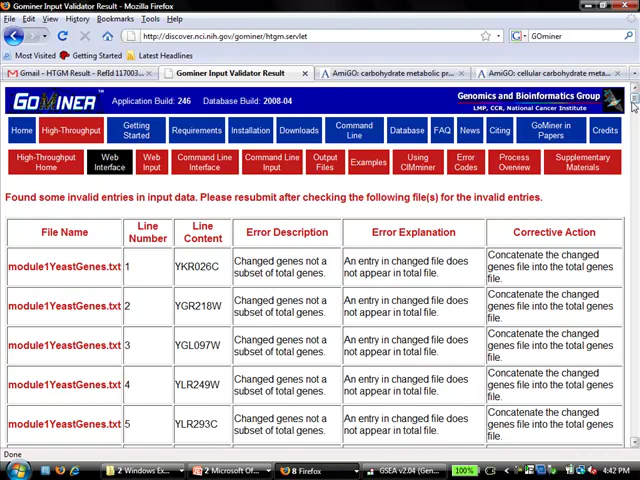 Gominer Input Validator Result - Mozilla Firefox
File Edit View History Bookmarks Tools Help
http://discover.nci.nih.gov/gominer/htgm.servlet
GOminer
Most Visited Getting Started Latest Headlines
Gmail - HTGM Result - RefId 117003...
Gominer Input Validator Result
AmiGO: carbohydrate metabolic pr...
AmiGO: cellular carbohydrate metab...
GOMINER™
Application Build: 246 Database Build: 2008-04
Genomics and Bioinformatics Group
LMP, CCR, National Cancer Institute
Home
High-Throughput
Getting Started
Requirements
Installation
Downloads
Command Line
Database
FAQ
News
Citing
GoMiner in Papers
Credits
High-Throughput Home
Web Interface
Web Input
Command Line Interface
Command Line Input
Output Files
Examples
Using CIMminer
Error Codes
Process Overview
Supplementary Materials
Found some invalid entries in input data. Please resubmit after checking the following file(s) for the invalid entries.
File Name
Line Number
Line Content
Error Description
Error Explanation
Corrective Action
module1YeastGenes.txt 1 YKR026C
Changed genes not a subset of total genes.
An entry in changed file does not appear in total file.
Concatenate the changed genes file into the total genes file.
module1YeastGenes.txt 2 YGR218W
Changed genes not a subset of total genes.
An entry in changed file does not appear in total file.
Concatenate the changed genes file into the total genes file.
module1YeastGenes.txt 3 YGL097W
Changed genes not a subset of total genes.
An entry in changed file does not appear in total file.
Concatenate the changed genes file into the total genes file.
module1YeastGenes.txt 4 YLR249W
Changed genes not a subset of total genes.
An entry in changed file does not appear in total file.
Concatenate the changed genes file into the total genes file.
module1YeastGenes.txt 5 YLR293C
Changed genes not a subset of total genes.
An entry in changed file does not appear in total file.
Concatenate the changed genes file into the total genes file.
Done
2 Windows Ex...
2 Microsoft Of...
8 Firefox
GSEA v2.04 (Gen...
100%
4:42 PM